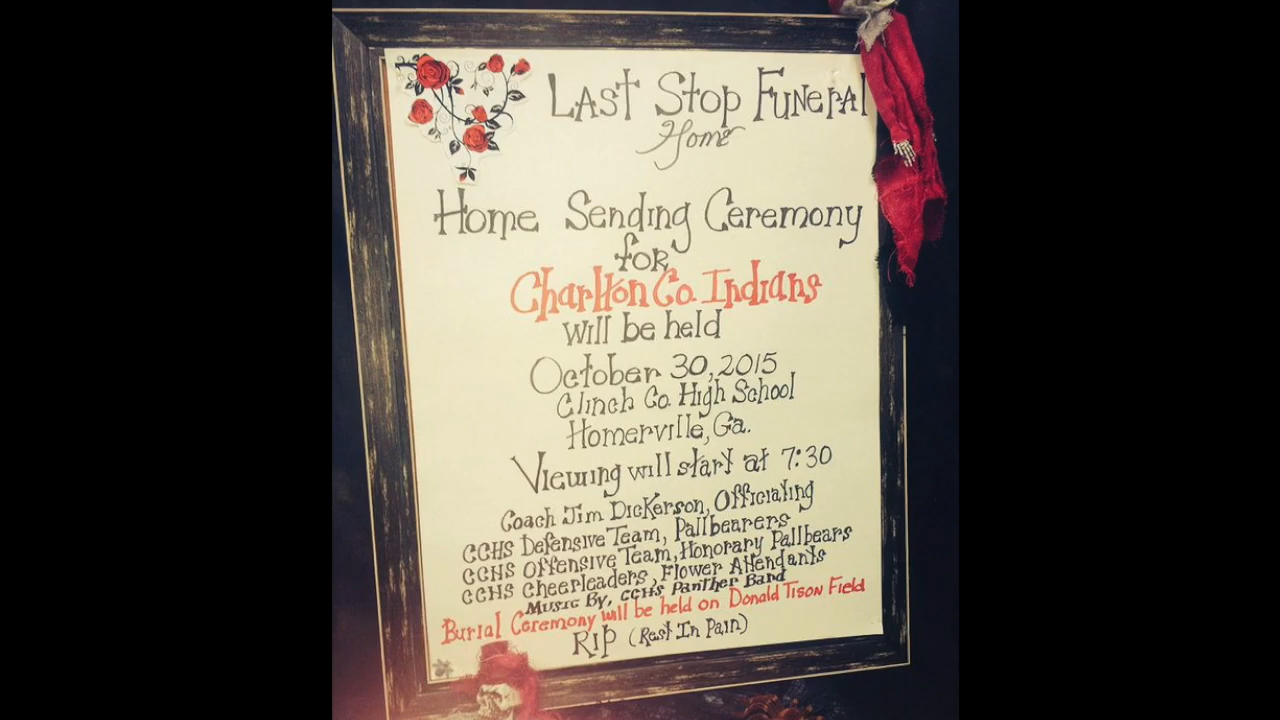 Last Stop Funeral
Home
Home Sending Ceremony
for
Charlton Co. Indians
will be held
October 30, 2015
Clinch Co. High School
Homerville, Ga.
Viewing will start at 7:30
Coach Jim Dickerson, Officiating
CCHS Defensive Team, Pallbearers
CCHS Offensive Team, Honorary Pallbears
CCHS Cheerleaders, Flower Attendants
Music By, CCHS Panther Band
Burial Ceremony will be held on Donald Tison Field
RIP (Rest In Pain)